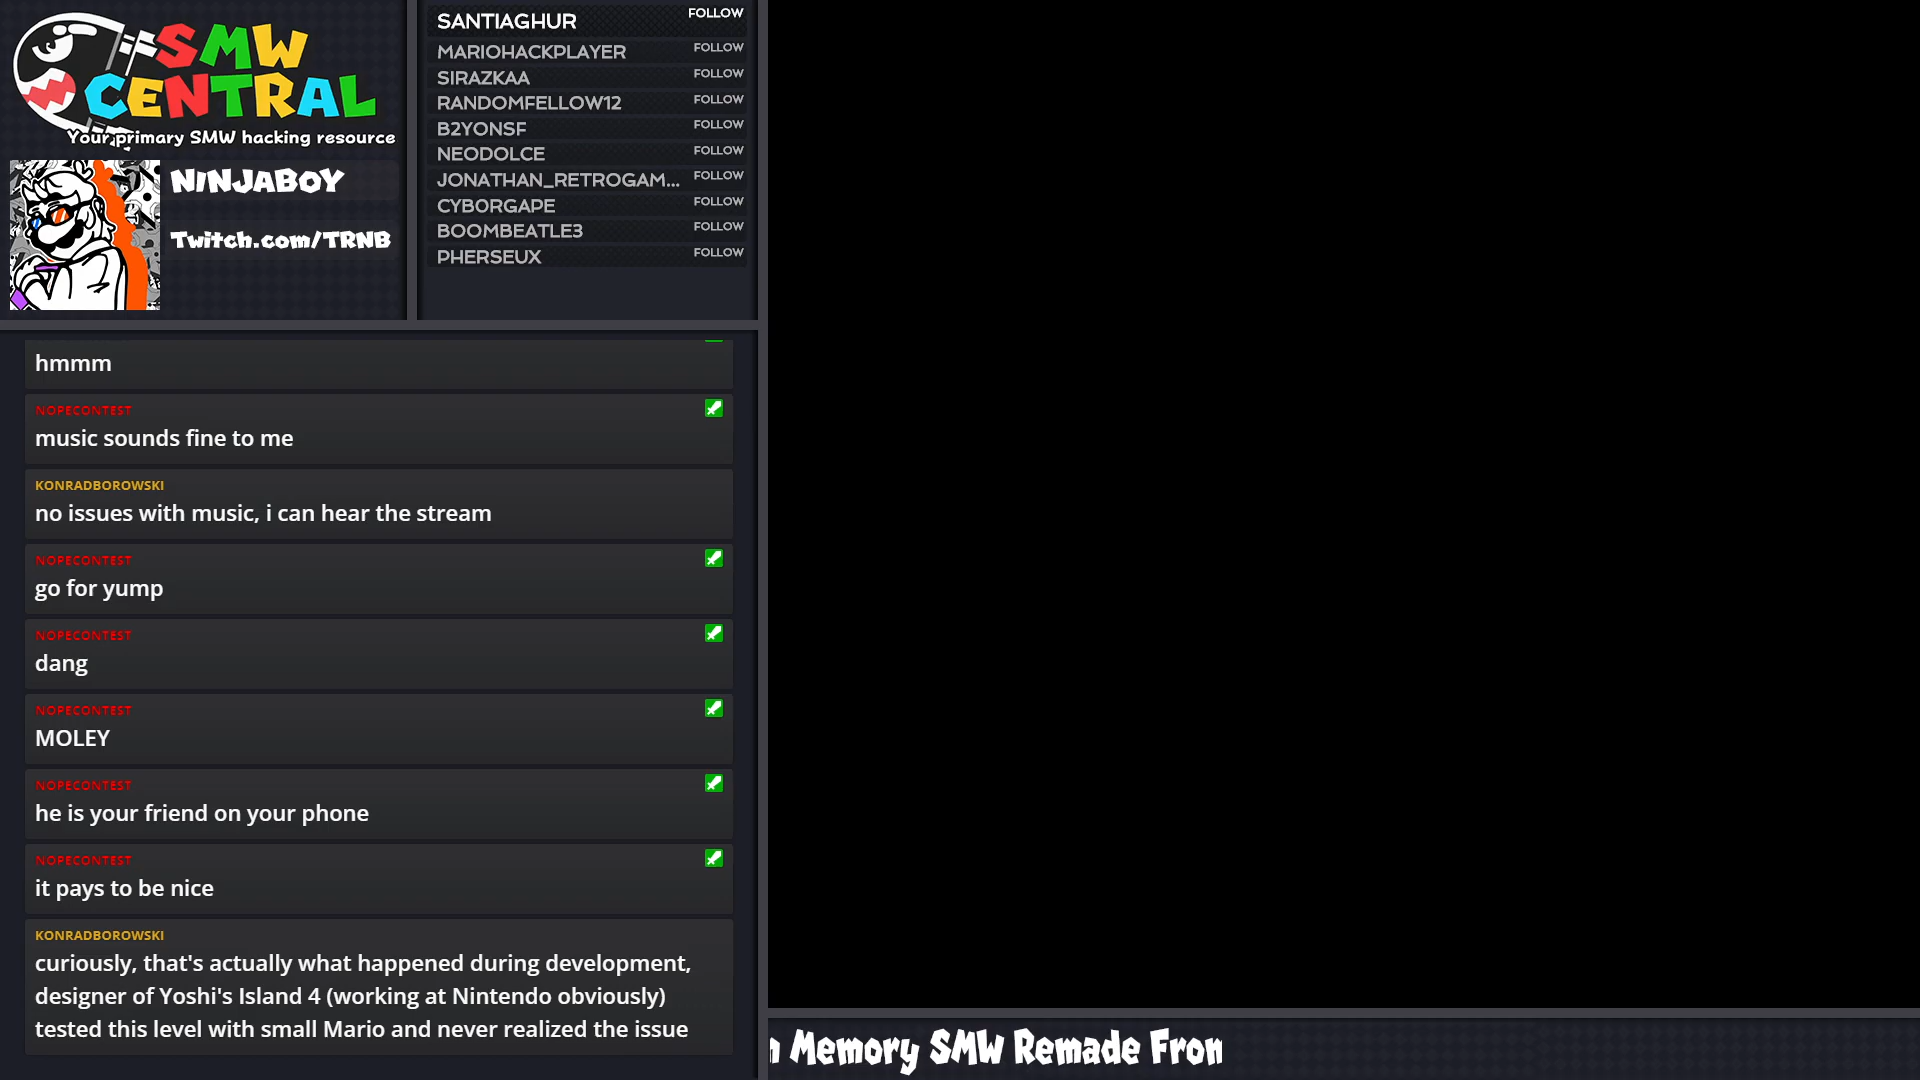 SMW
CENTRAL
Your primary SMW hacking resource
NINJABOY
Twitch.com/TRNB
SANTIAGHUR FOLLOW
MARIOHACKPLAYER FOLLOW
SIRAZKAA FOLLOW
RANDOMFELLOW12 FOLLOW
B2YONSF FOLLOW
NEODOLCE FOLLOW
JONATHAN_RETROGAM... FOLLOW
CYBORGAPE FOLLOW
BOOMBEATLE3 FOLLOW
PHERSEUX FOLLOW
hmmm
NOPECONTEST
music sounds fine to me
KONRADBOROWSKI
no issues with music, i can hear the stream
NOPECONTEST
go for yump
NOPECONTEST
dang
NOPECONTEST
MOLEY
NOPECONTEST
he is your friend on your phone
NOPECONTEST
it pays to be nice
KONRADBOROWSKI
curiously, that's actually what happened during development,
designer of Yoshi's Island 4 (working at Nintendo obviously)
tested this level with small Mario and never realized the issue
Memory SMW Remade From